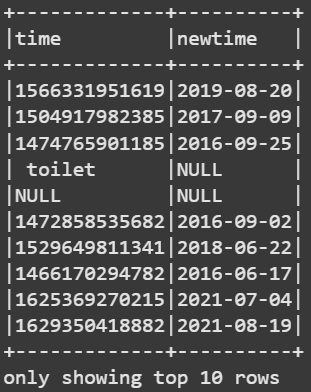 +-------------+----------+
|time         |newtime   |
+-------------+----------+
|1566331951619|2019-08-20|
|1504917982385|2017-09-09|
|1474765901185|2016-09-25|
| toilet      |NULL      |
|NULL         |NULL      |
|1472858535682|2016-09-02|
|1529649811341|2018-06-22|
|1466170294782|2016-06-17|
|1625369270215|2021-07-04|
|1629350418882|2021-08-19|
+-------------+----------+
only showing top 10 rows